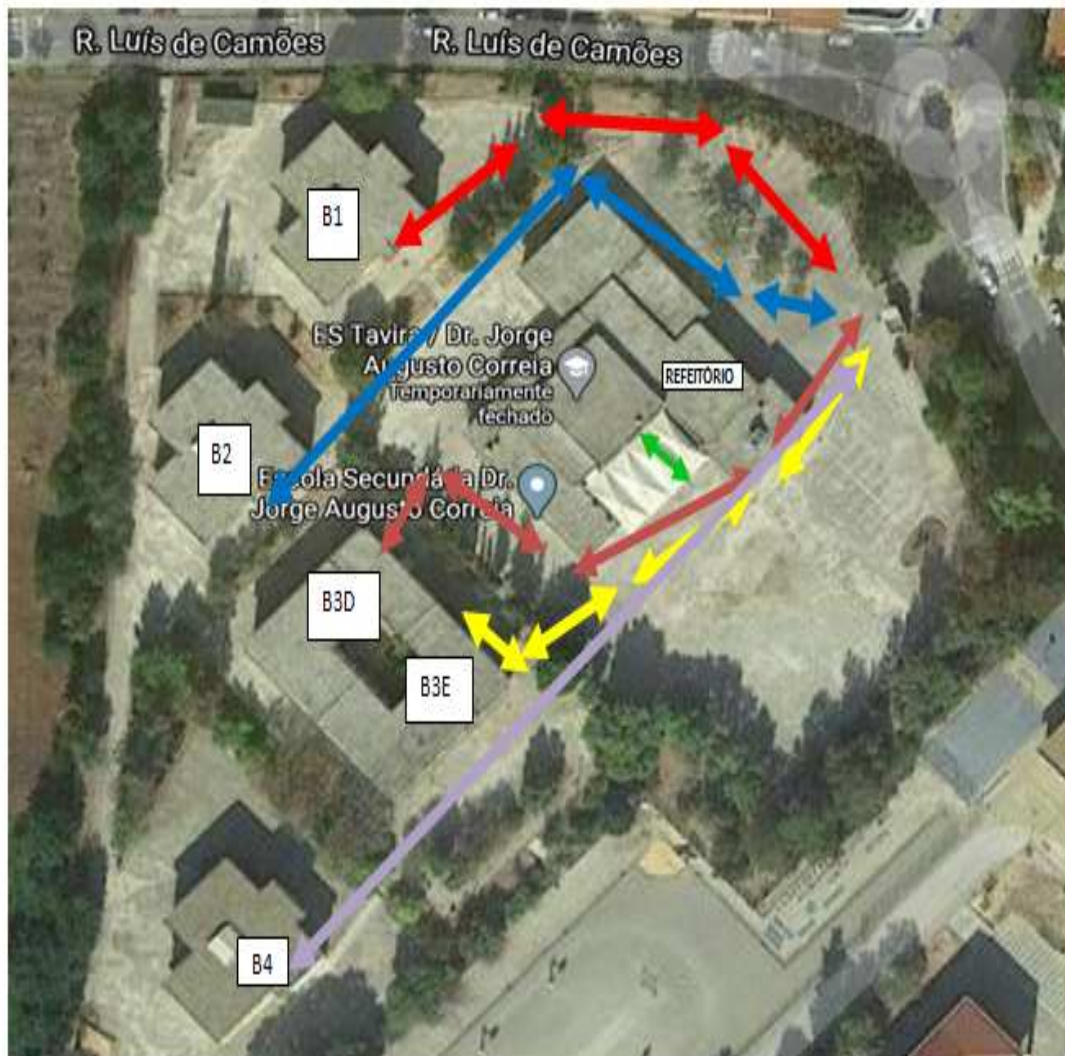 R. Luís de Camões
R. Luís de Camões
B1
ES Tavira / Dr. Jorge
Augusto Correia
Temporariamente
fechado
REFEITÓRIO
B2
Escola Secundária Dr.
Jorge Augusto Correia
B3D
B3E
B4